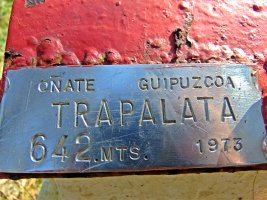 OÑATE GUIPUZCOA.
TRAPALATA
642.MTS. 1973